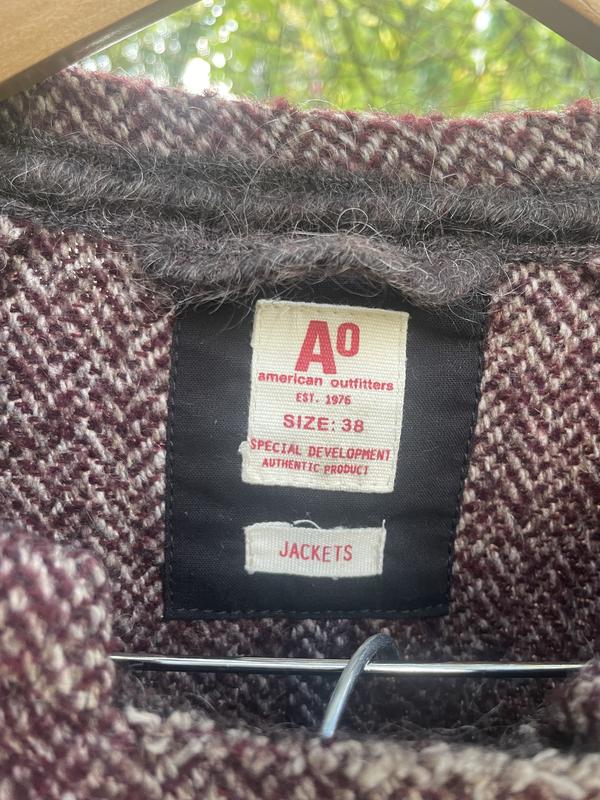 AO
american outfitters
EST. 1976
SIZE: 38
SPECIAL DEVELOPMENT
AUTHENTIC PRODUCT
JACKETS